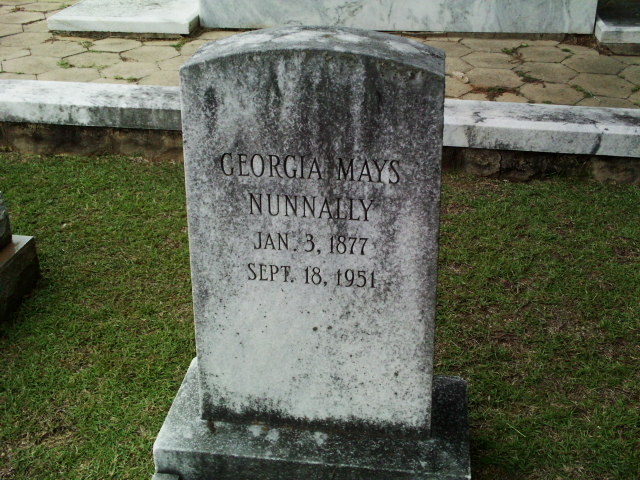 GEORGIA MAYS
NUNNALLY
JAN. 3, 1877
SEPT. 18, 1951